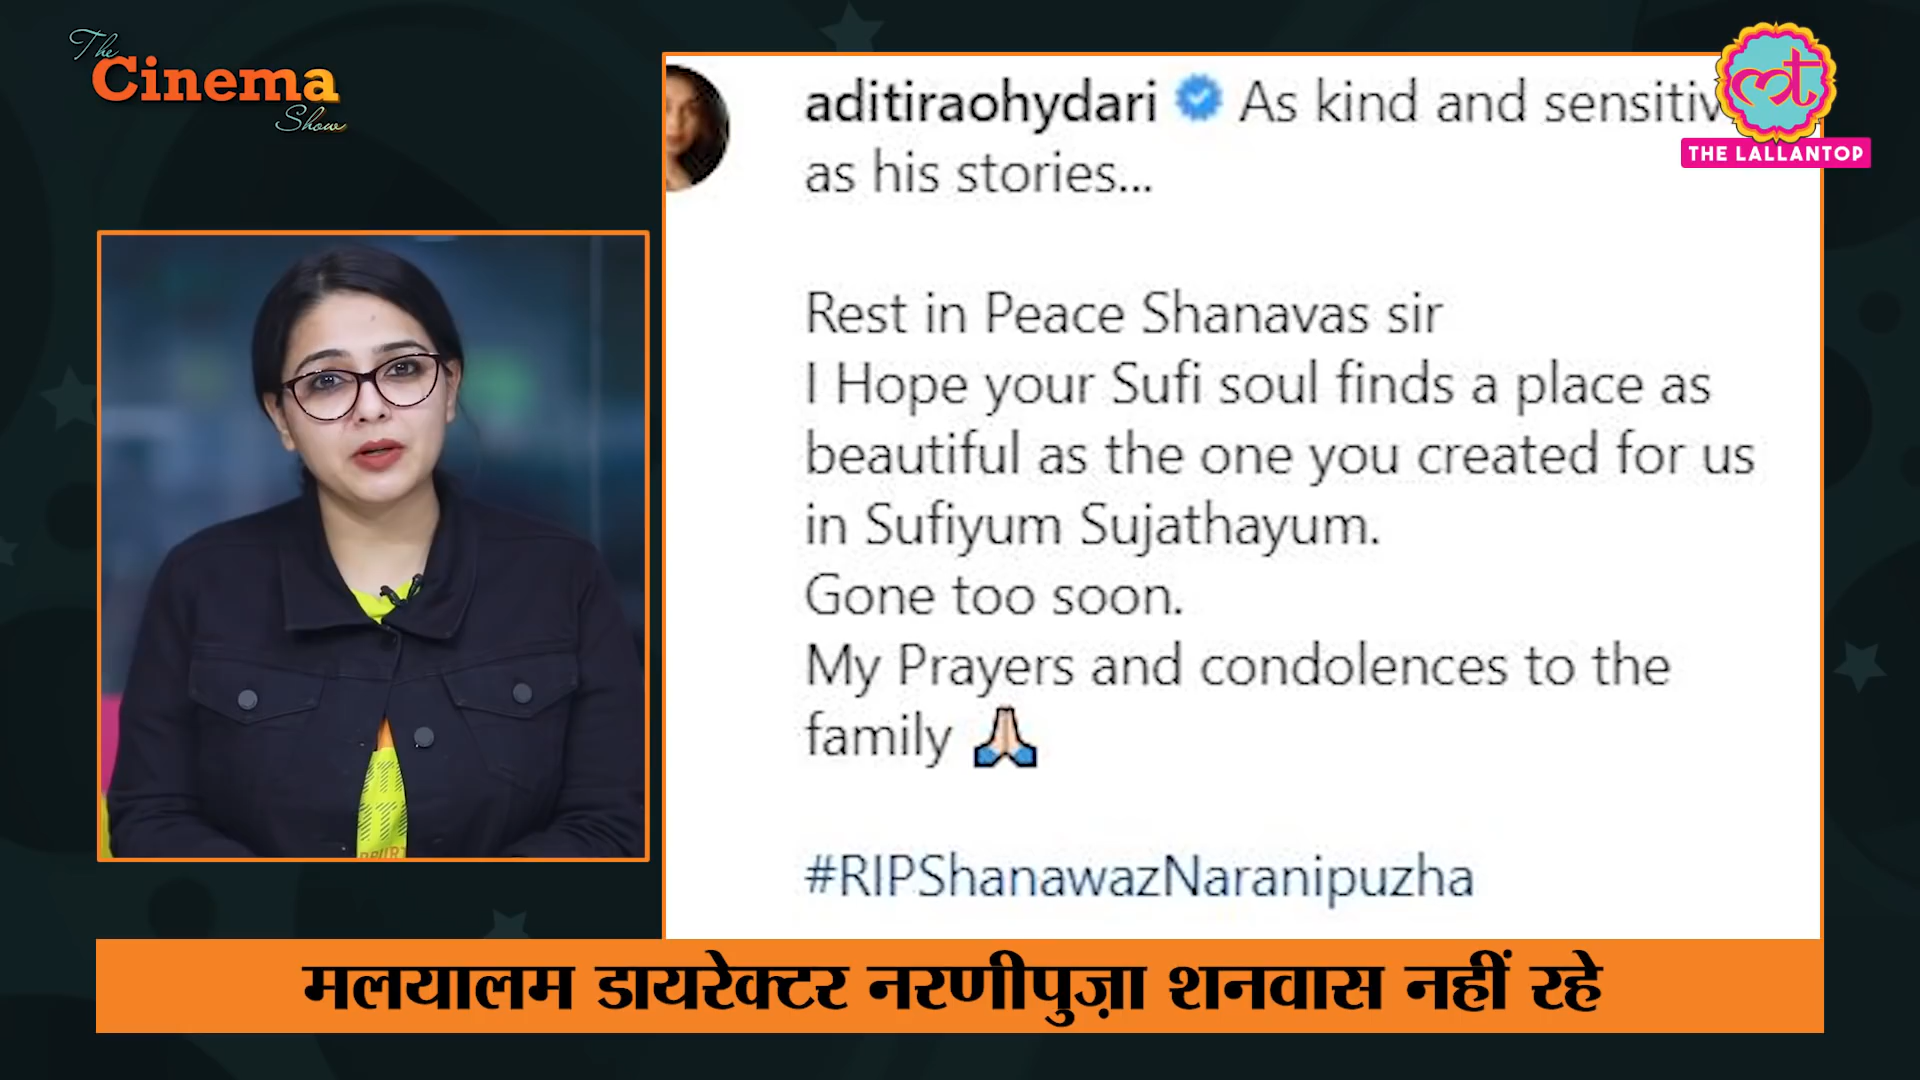 The
Cinema
Show
THE LALLANTOP
aditiraohydari As kind and sensitiv
as his stories...
Rest in Peace Shanavas sir
I Hope your Sufi soul finds a place as
beautiful as the one you created for us
in Sufiyum Sujathayum.
Gone too soon.
My Prayers and condolences to the
family 🙏🏻
#RIPShanawazNaranipuzha
मलयालम डायरेक्टर नरणीपुज़ा शनवास नहीं रहे